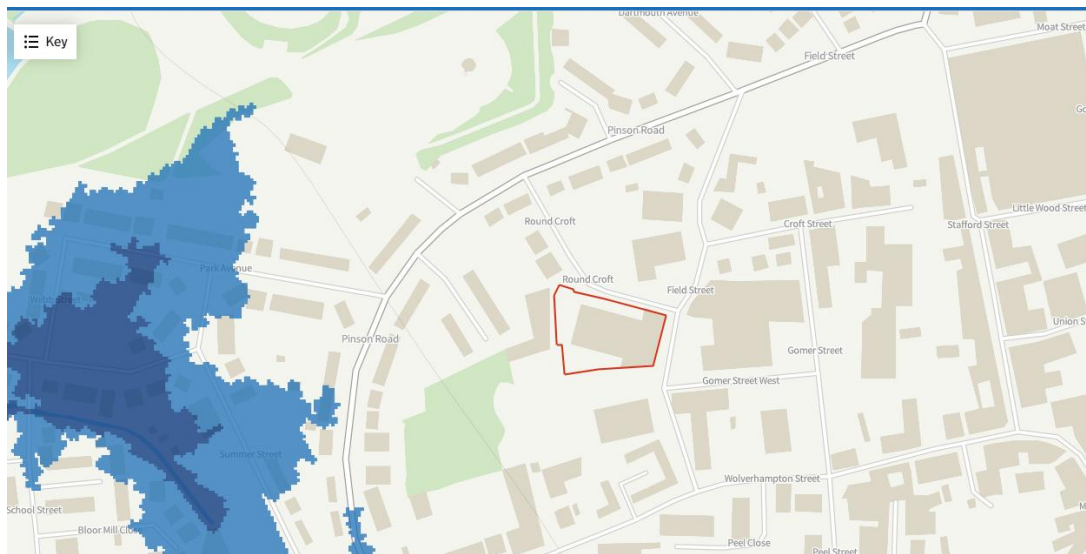 Dartmouth Avenue
Moat Street
Key
Field Street
Pinson Road
Little Wood Street
Round Croft
Croft Street
Stafford Street
Park Avenue
Round Croft
Field Street
Webb Street
Union S
Pinson Road
Gomer Street
Gomer Street West
Summer Street
Wolverhampton Street
School Street
Bloor Mill Close
Peel Close
Peel Street